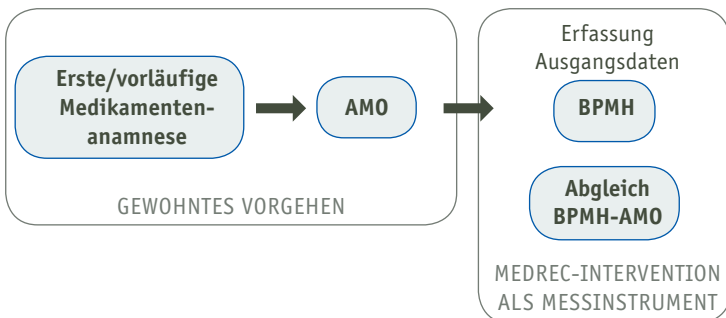 Erste/vorläufige
Medikamenten-
anamnese
AMO
GEWOHNTES VORGEHEN
Erfassung
Ausgangsdaten
BPMH
Abgleich
BPMH-AMO
MEDREC-INTERVENTION
ALS MESSINSTRUMENT